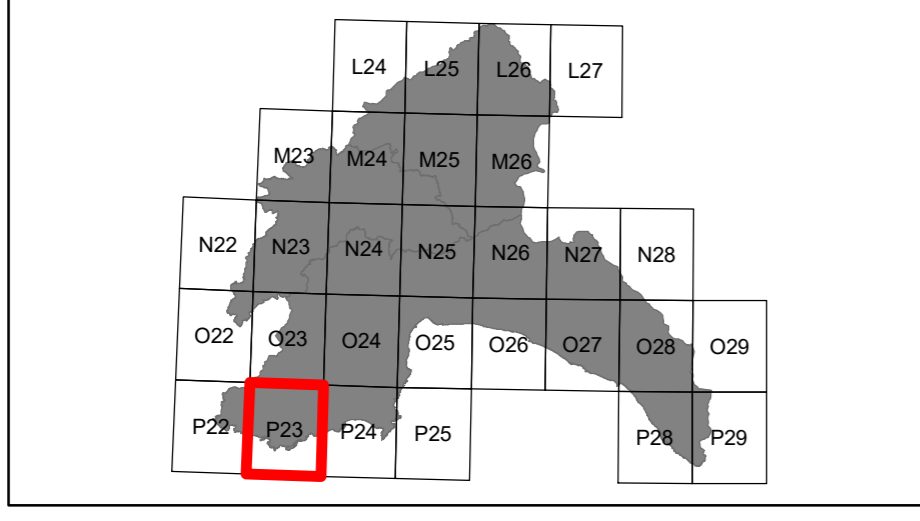 L24 L25 L26 L27
M23 M24 M25 M26
N22 N23 N24 N25 N26 N27 N28
O22 O23 O24 O25 O26 O27 O28 O29
P22 P23 P24 P25 P28 P29